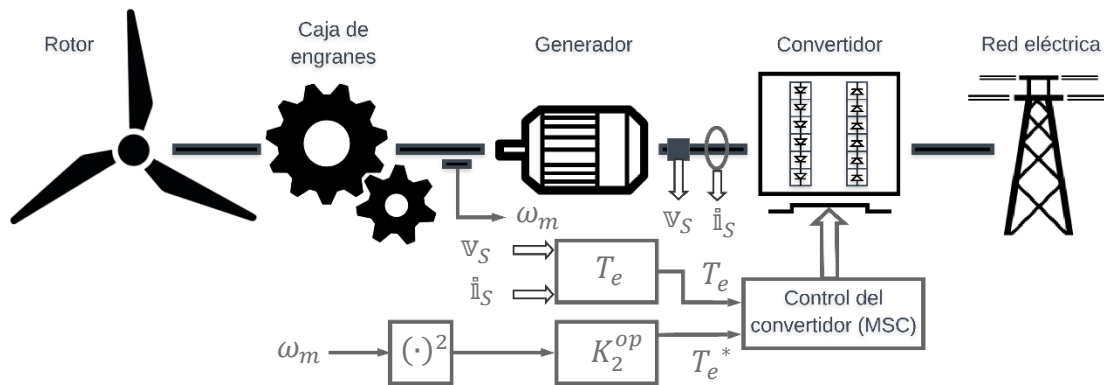 Rotor
Caja de
engranes
Generador
Convertidor
Red eléctrica
ω_m
𝕧_S
𝕚_S
𝕧_S
𝕚_S
T_e
T_e
Control del
convertidor (MSC)
ω_m
(·)²
K₂^op
T_e*